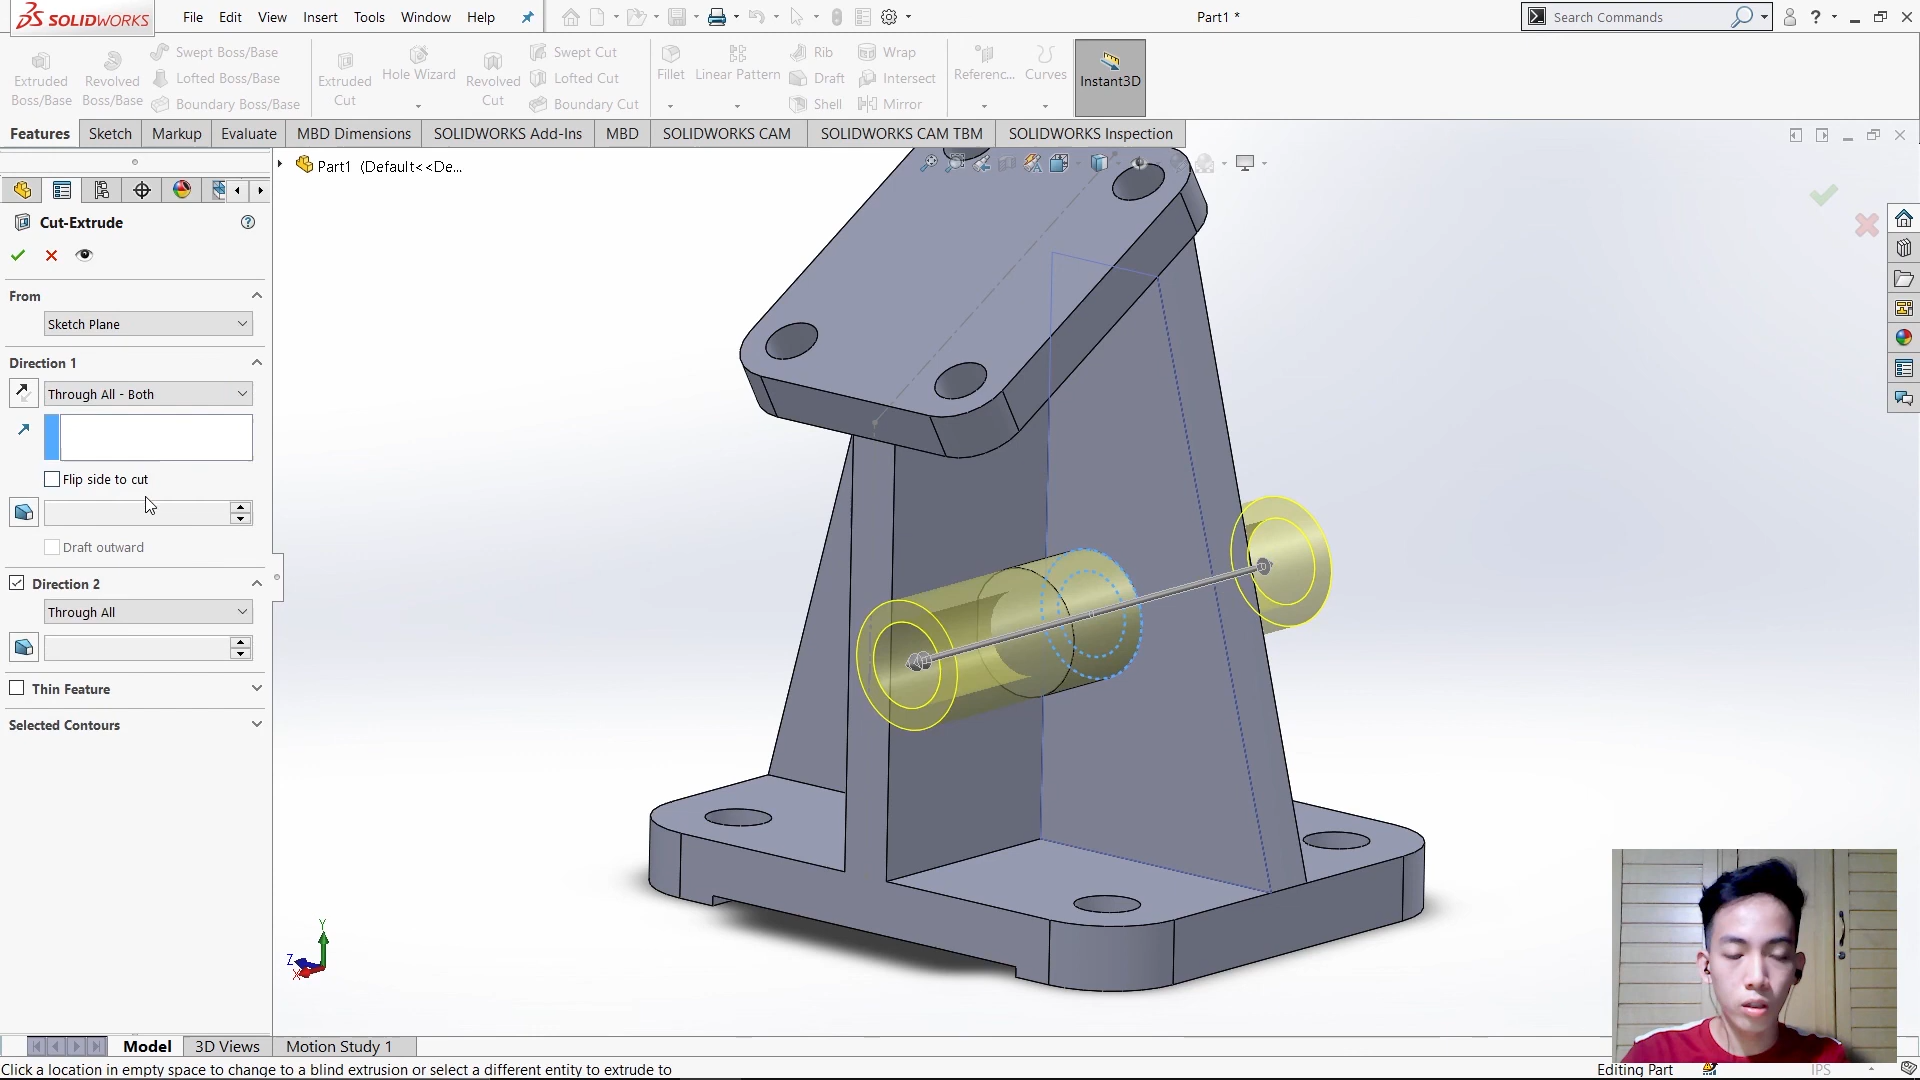 SOLIDWORKS
File Edit View Insert Tools Window Help
Part1 *
Search Commands
Extruded Boss/Base
Revolved Boss/Base
Swept Boss/Base
Lofted Boss/Base
Boundary Boss/Base
Extruded Cut
Hole Wizard
Revolved Cut
Swept Cut
Lofted Cut
Boundary Cut
Fillet
Linear Pattern
Rib
Draft
Shell
Wrap
Intersect
Mirror
Referenc...
Curves
Instant3D
Features Sketch Markup Evaluate MBD Dimensions SOLIDWORKS Add-Ins MBD SOLIDWORKS CAM SOLIDWORKS CAM TBM SOLIDWORKS Inspection
Part1 (Default<<De...
Cut-Extrude
From
Sketch Plane
Direction 1
Through All - Both
Flip side to cut
Draft outward
Direction 2
Through All
Thin Feature
Selected Contours
Y
Z
X
Model 3D Views Motion Study 1
Click a location in empty space to change to a blind extrusion or select a different entity to extrude to
Editing Part
IPS